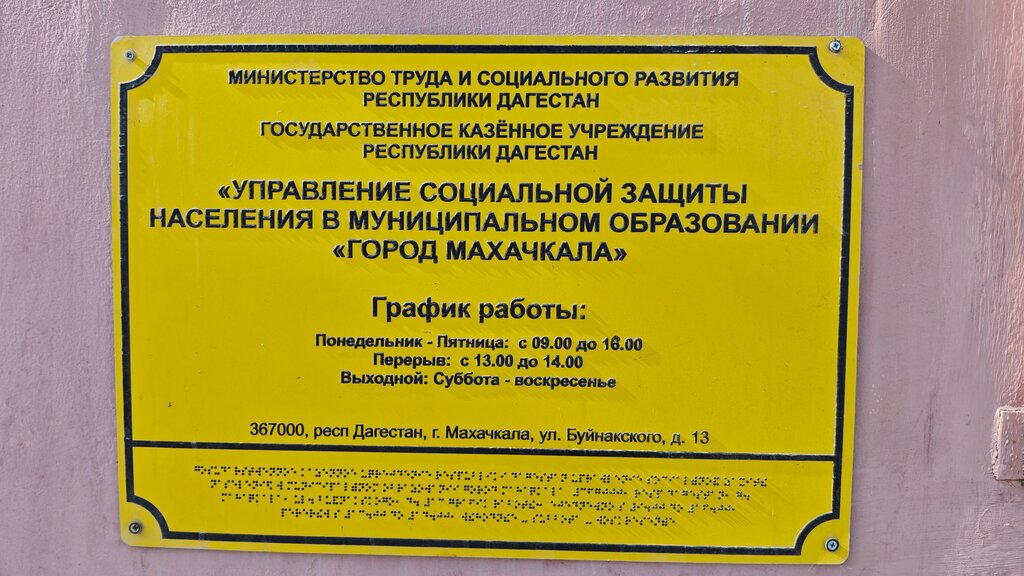 МИНИСТЕРСТВО ТРУДА И СОЦИАЛЬНОГО РАЗВИТИЯ
РЕСПУБЛИКИ ДАГЕСТАН
ГОСУДАРСТВЕННОЕ КАЗЁННОЕ УЧРЕЖДЕНИЕ
РЕСПУБЛИКИ ДАГЕСТАН
«УПРАВЛЕНИЕ СОЦИАЛЬНОЙ ЗАЩИТЫ
НАСЕЛЕНИЯ В МУНИЦИПАЛЬНОМ ОБРАЗОВАНИИ
«ГОРОД МАХАЧКАЛА»
График работы:
Понедельник - Пятница: с 09.00 до 16.00
Перерыв: с 13.00 до 14.00
Выходной: Суббота - воскресенье
367000, респ Дагестан, г. Махачкала, ул. Буйнакского, д. 13